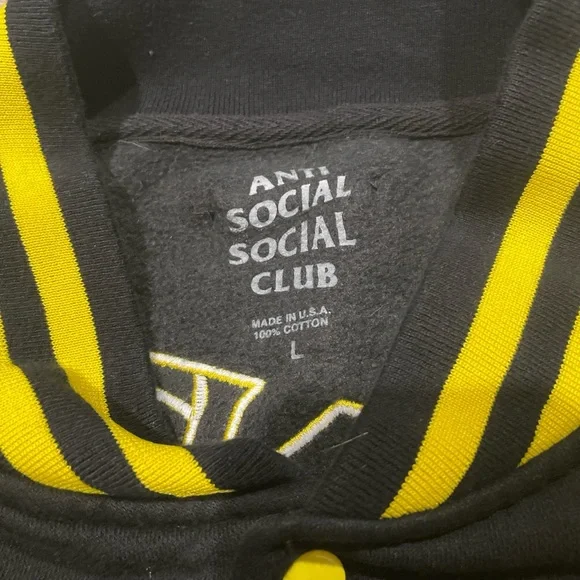 ANTI
SOCIAL
SOCIAL
CLUB
MADE IN U.S.A.
100% COTTON
L